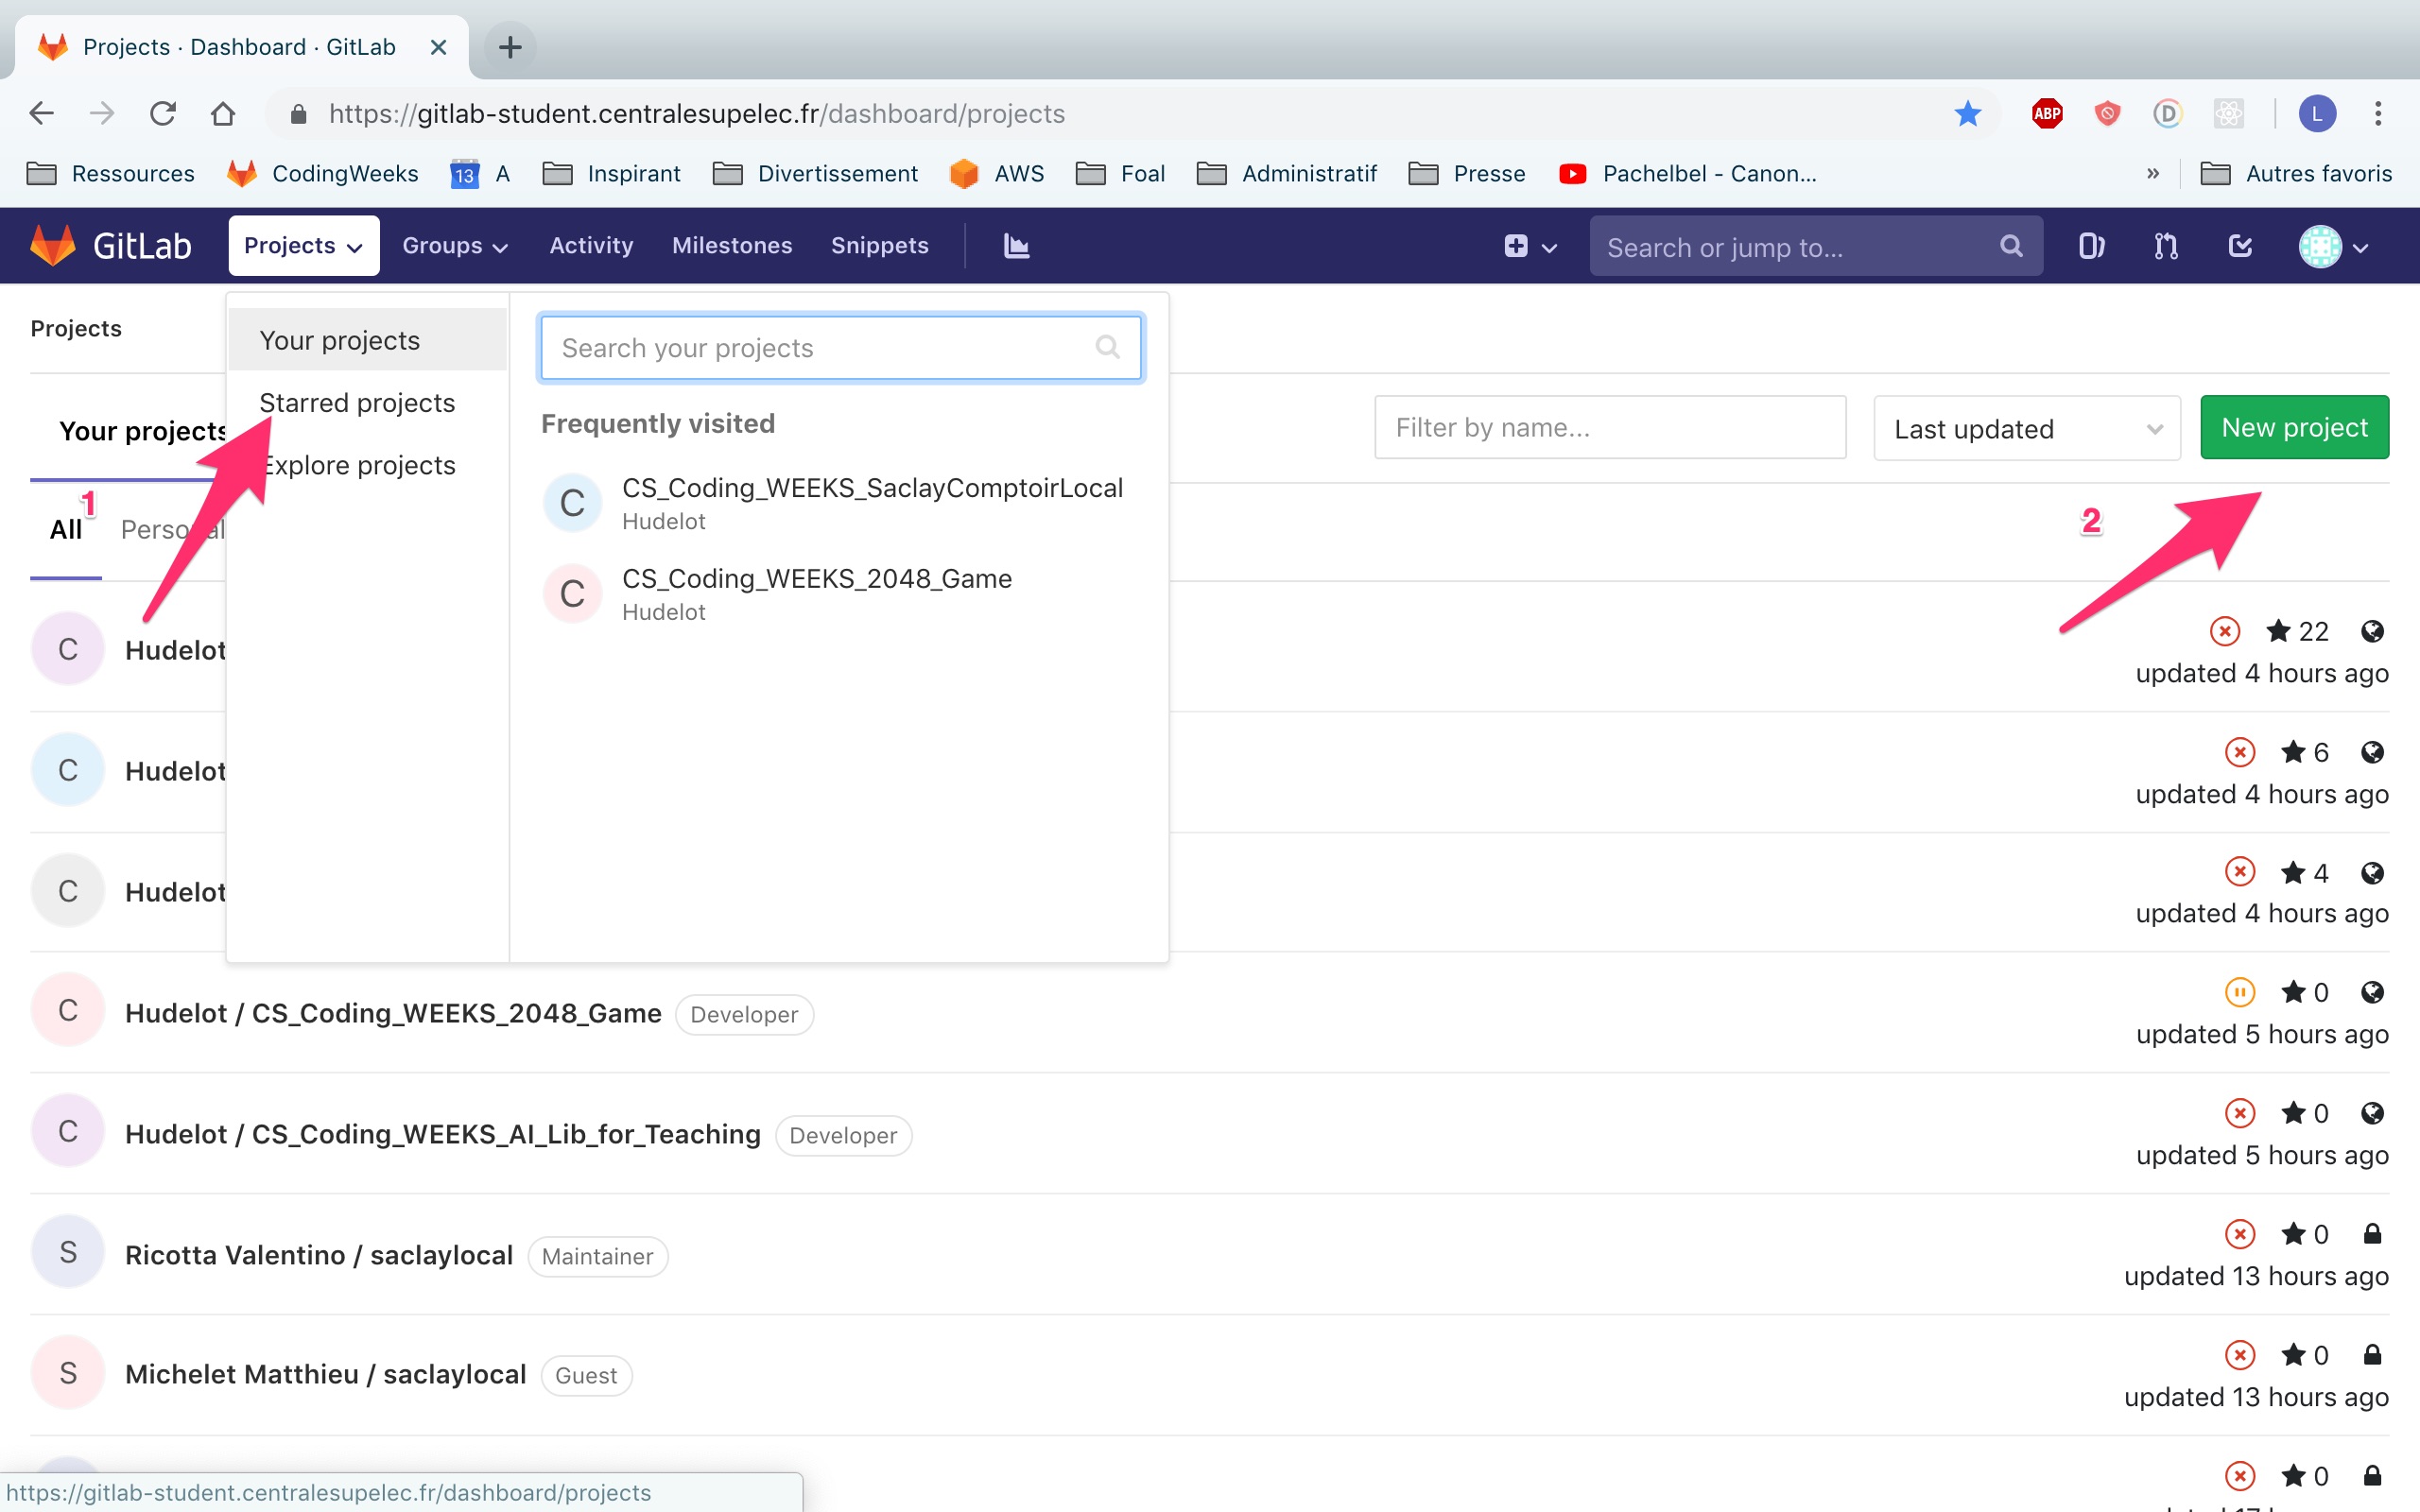 Projects · Dashboard · GitLab
https://gitlab-student.centralesupelec.fr/dashboard/projects
ABP
D
L
Ressources
CodingWeeks
13
A
Inspirant
Divertissement
AWS
Foal
Administratif
Presse
Pachelbel - Canon...
»
Autres favoris
GitLab
Projects
Groups
Activity
Milestones
Snippets
Search or jump to...
Projects
Your projects
Starred projects
Explore projects
Search your projects
Frequently visited
C
CS_Coding_WEEKS_SaclayComptoirLocal
Hudelot
C
CS_Coding_WEEKS_2048_Game
Hudelot
Your projects
Filter by name...
Last updated
New project
1
2
All
Personal
C
Hudelot
22
updated 4 hours ago
C
Hudelot
6
updated 4 hours ago
C
Hudelot
4
updated 4 hours ago
C
Hudelot / CS_Coding_WEEKS_2048_Game
Developer
0
updated 5 hours ago
C
Hudelot / CS_Coding_WEEKS_AI_Lib_for_Teaching
Developer
0
updated 5 hours ago
S
Ricotta Valentino / saclaylocal
Maintainer
0
updated 13 hours ago
S
Michelet Matthieu / saclaylocal
Guest
0
updated 13 hours ago
0
https://gitlab-student.centralesupelec.fr/dashboard/projects